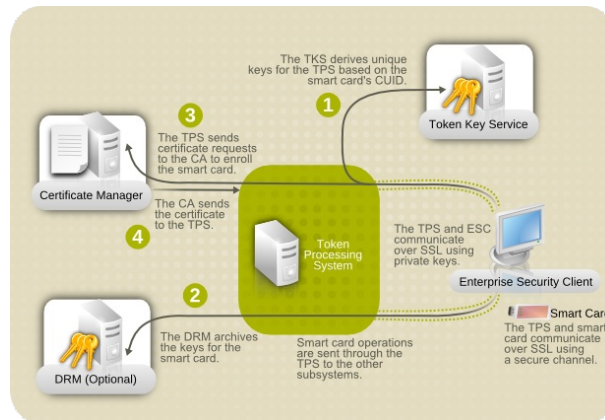 The TKS derives unique
keys for the TPS based on the
smart card's CUID.
1
Token Key Service
3
The TPS sends
certificate requests
to the CA to enroll
the smart card.
Certificate Manager
The CA sends
the certificate
to the TPS.
4
Token
Processing
System
The TPS and ESC
communicate
over SSL using
private keys.
Enterprise Security Client
2
The DRM archives
the keys for the
smart card.
DRM (Optional)
Smart card operations
are sent through the
TPS to the other
subsystems.
Smart Card
The TPS and smart
card communicate
over SSL using
a secure channel.